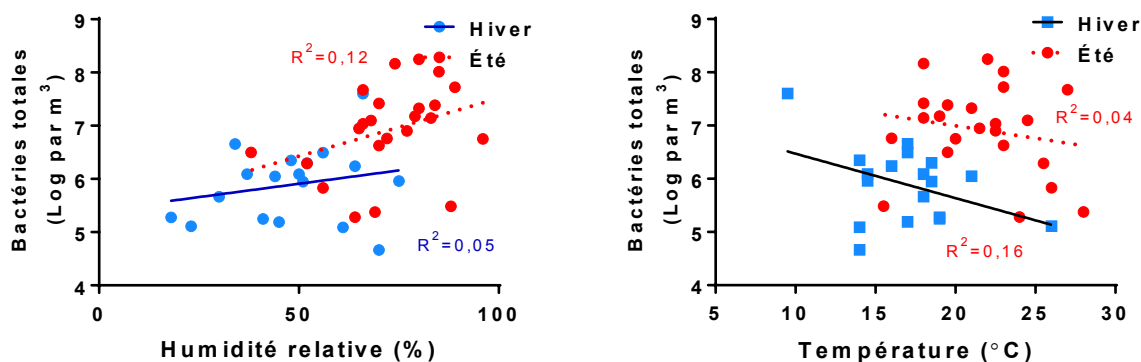 Bactéries totales
(Log par m³)
9
8
7
6
5
4
0
50
100
Humidité relative (%)
Hiver
Été
R²=0,12
R²=0,05
Bactéries totales
(Log par m³)
9
8
7
6
5
4
5
10
15
20
25
30
Température (°C)
Hiver
Été
R²=0,04
R²=0,16